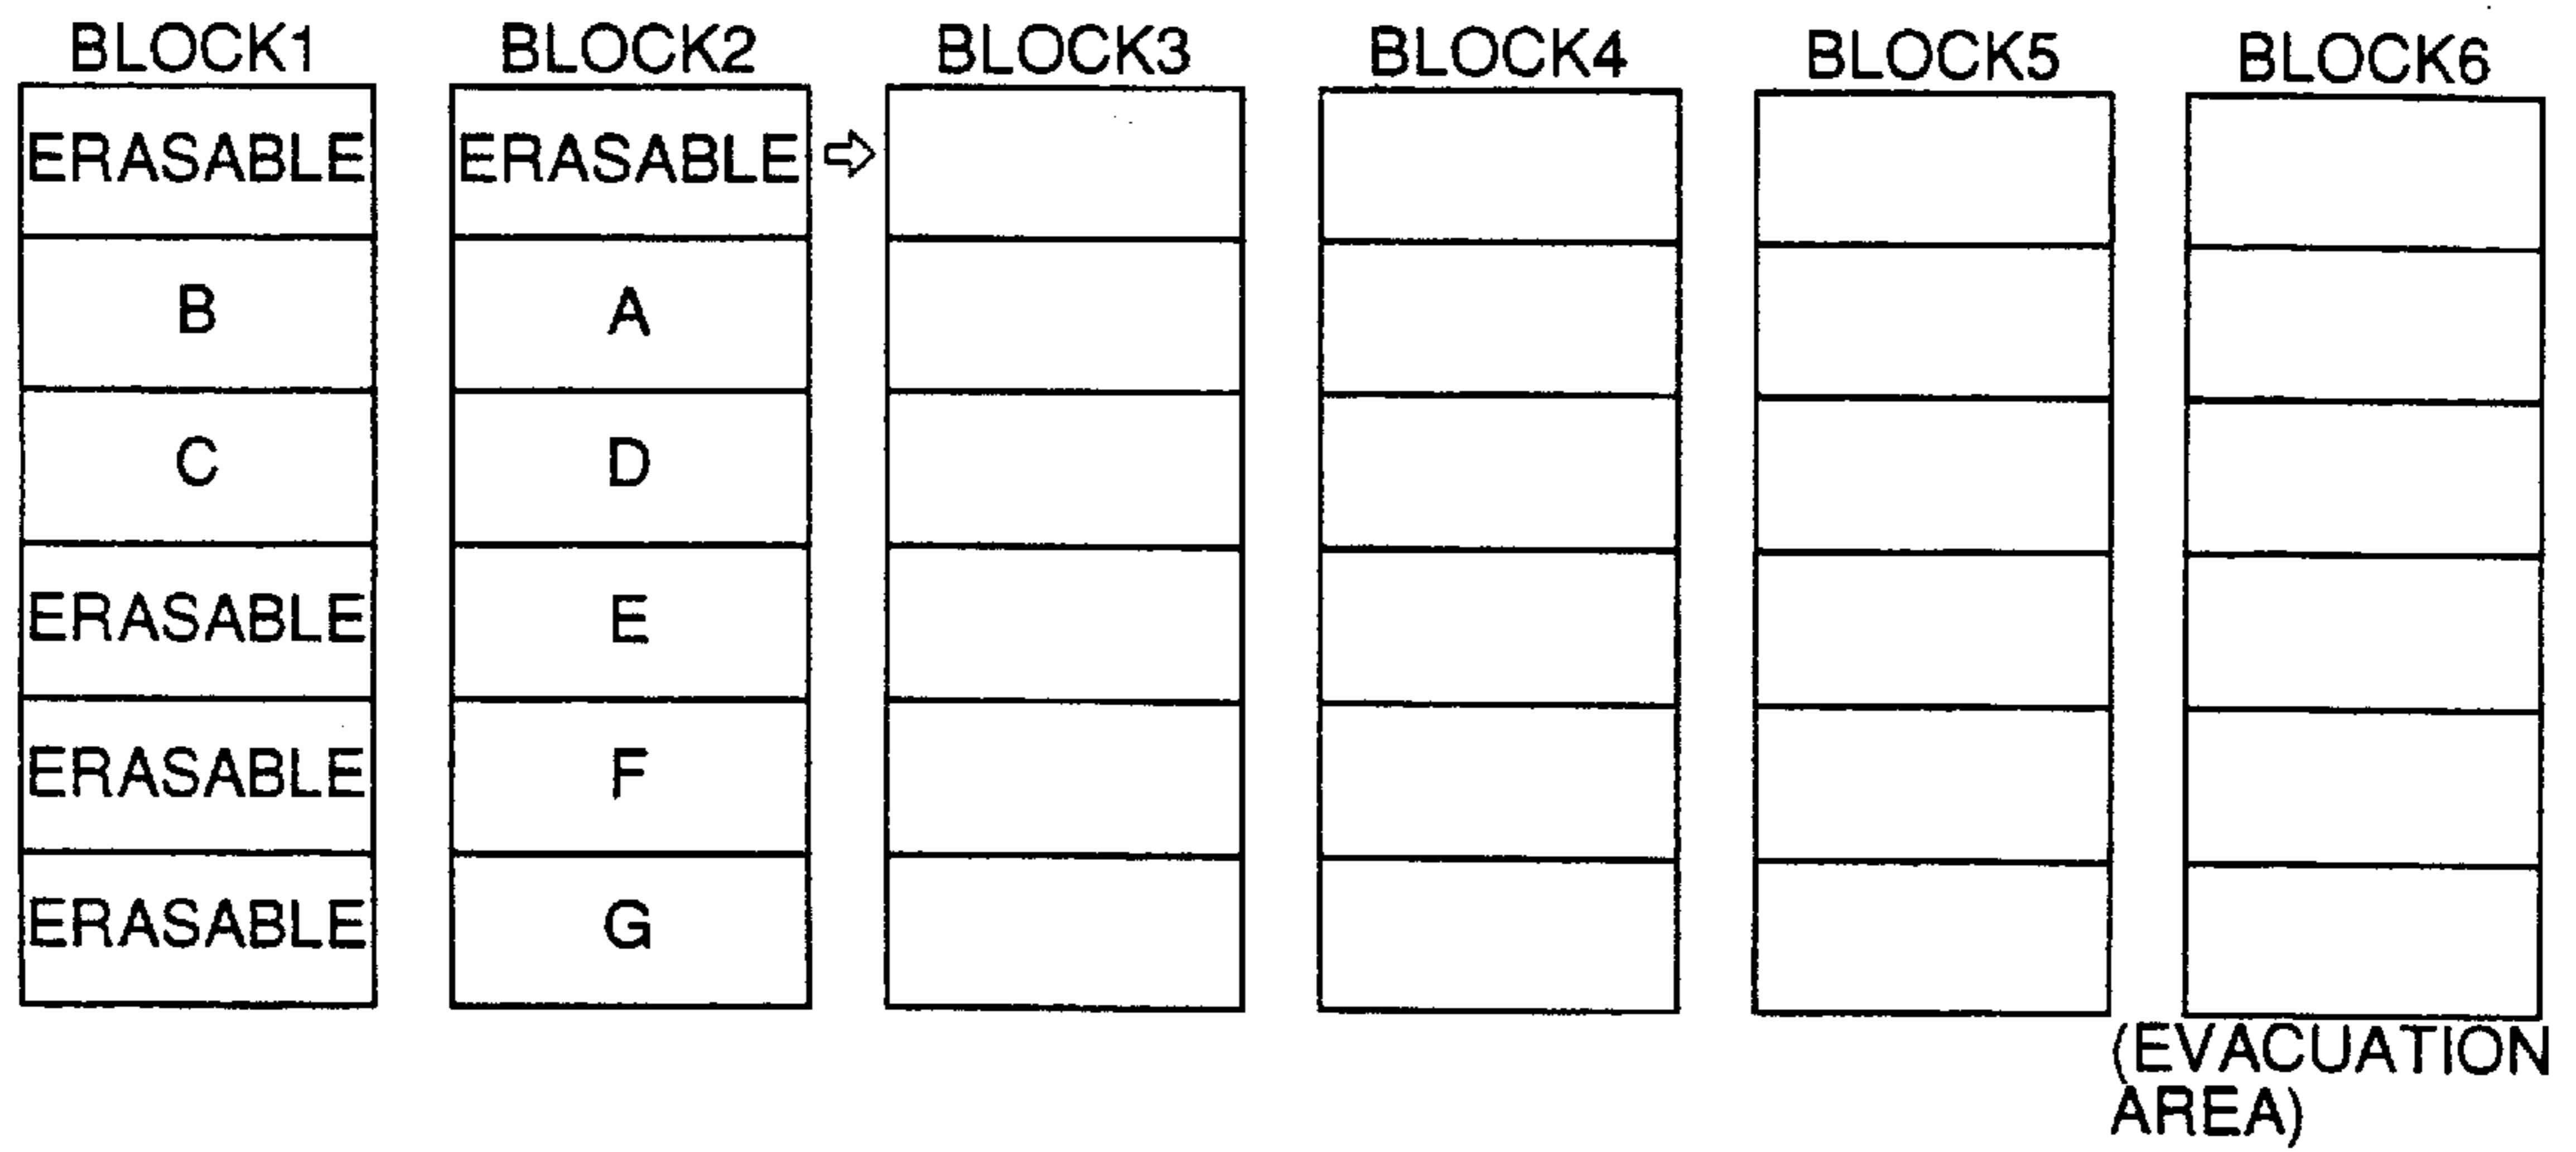 BLOCK1 BLOCK2 BLOCK3 BLOCK4 BLOCK5 BLOCK6
ERASABLE ERASABLE
B A
C D
ERASABLE E
ERASABLE F
ERASABLE G
(EVACUATION
AREA)